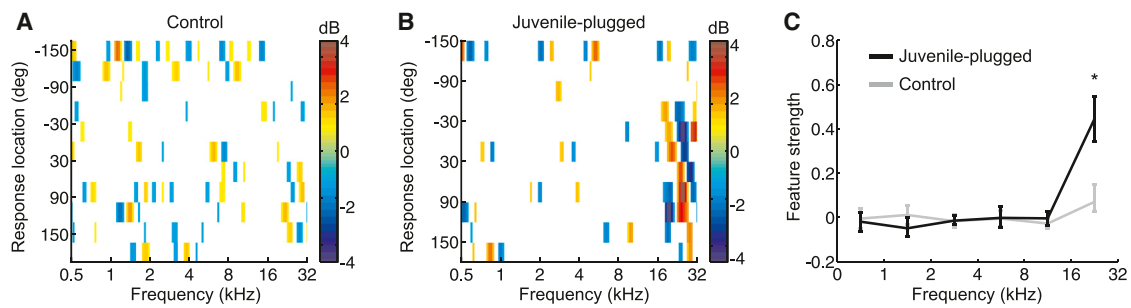 A
Control
dB
Response location (deg)
-150
-90
-30
30
90
150
0.5 1 2 4 8 16 32
Frequency (kHz)
4
2
0
-2
-4
B
Juvenile-plugged
dB
Response location (deg)
-150
-90
-30
30
90
150
0.5 1 2 4 8 16 32
Frequency (kHz)
4
2
0
-2
-4
C
Juvenile-plugged
Control
*
Feature strength
0.8
0.6
0.4
0.2
0
-0.2
0 1 2 4 8 16 32
Frequency (kHz)